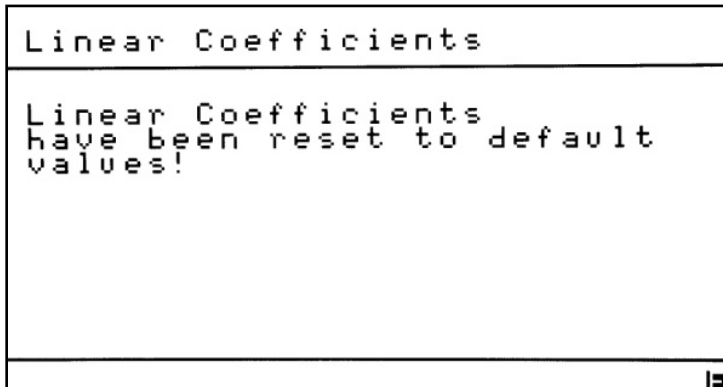 Linear Coefficients
Linear Coefficients
have been reset to default
values!